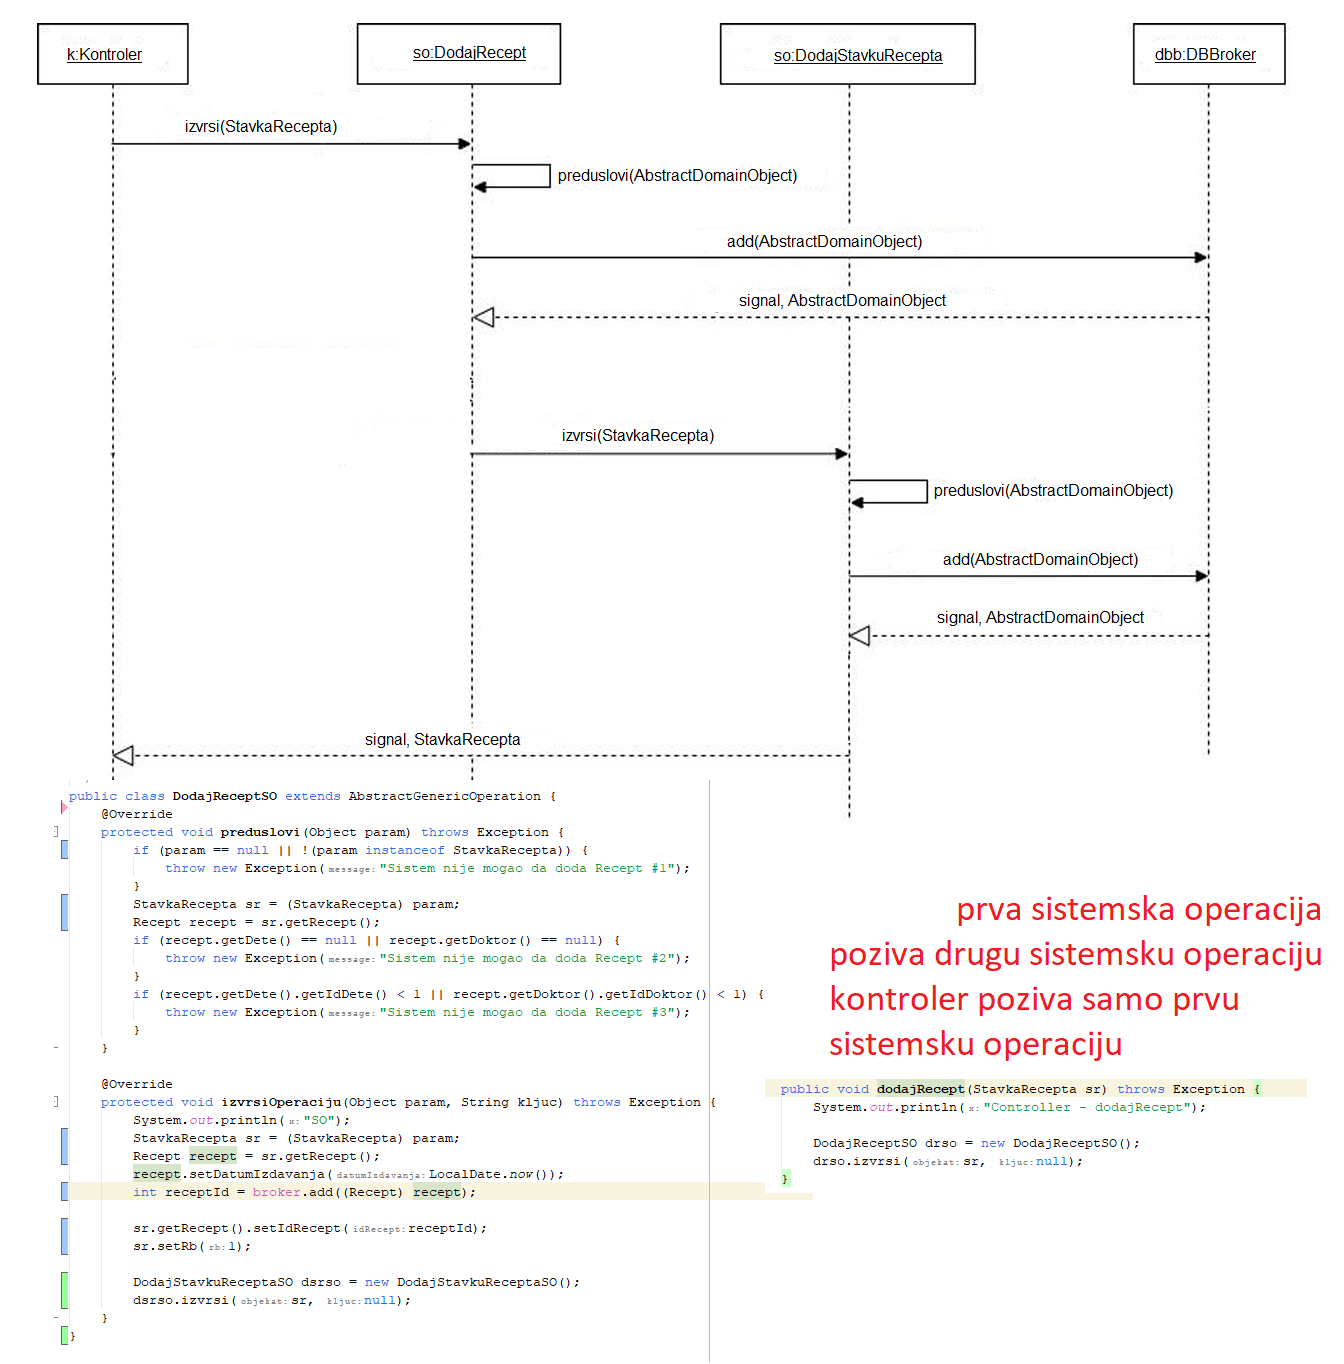 k:Kontroler
so:DodajRecept
so:DodajStavkuRecepta
dbb:DBBroker
izvrsi(StavkaRecepta)
preduslovi(AbstractDomainObject)
add(AbstractDomainObject)
signal, AbstractDomainObject
izvrsi(StavkaRecepta)
preduslovi(AbstractDomainObject)
add(AbstractDomainObject)
signal, AbstractDomainObject
signal, StavkaRecepta
public class DodajReceptSO extends AbstractGenericOperation {
@Override
protected void preduslovi(Object param) throws Exception {
if (param == null || !(param instanceof StavkaRecepta)) {
throw new Exception(message:"Sistem nije mogao da doda Recept #1");
}
StavkaRecepta sr = (StavkaRecepta) param;
Recept recept = sr.getRecept();
if (recept.getDete() == null || recept.getDoktor() == null) {
throw new Exception(message:"Sistem nije mogao da doda Recept #2");
}
if (recept.getDete().getIdDete() < 1 || recept.getDoktor().getIdDoktor() < 1) {
throw new Exception(message:"Sistem nije mogao da doda Recept #3");
}
}
@Override
protected void izvrsiOperaciju(Object param, String kljuc) throws Exception {
System.out.println(x:"SO");
StavkaRecepta sr = (StavkaRecepta) param;
Recept recept = sr.getRecept();
recept.setDatumIzdavanja(datumIzdavanja:LocalDate.now());
int receptId = broker.add((Recept) recept);
sr.getRecept().setIdRecept(idRecept:receptId);
sr.setRb(rb:1);
DodajStavkuReceptaSO dsrso = new DodajStavkuReceptaSO();
dsrso.izvrsi(objekat:sr, kljuc:null);
}
}
prva sistemska operacija
poziva drugu sistemsku operaciju
kontroler poziva samo prvu
sistemsku operaciju
public void dodajRecept(StavkaRecepta sr) throws Exception {
System.out.println(x:"Controller - dodajRecept");
DodajReceptSO drso = new DodajReceptSO();
drso.izvrsi(objekat:sr, kljuc:null);
}